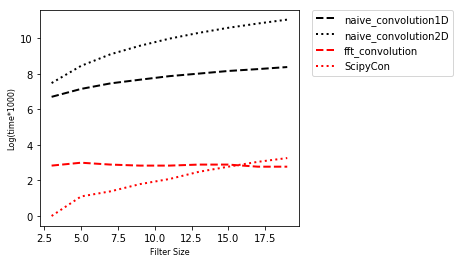 naive_convolution1D
naive_convolution2D
fft_convolution
ScipyCon
Log(time*1000)
10
8
6
4
2
0
2.5 5.0 7.5 10.0 12.5 15.0 17.5
Filter Size